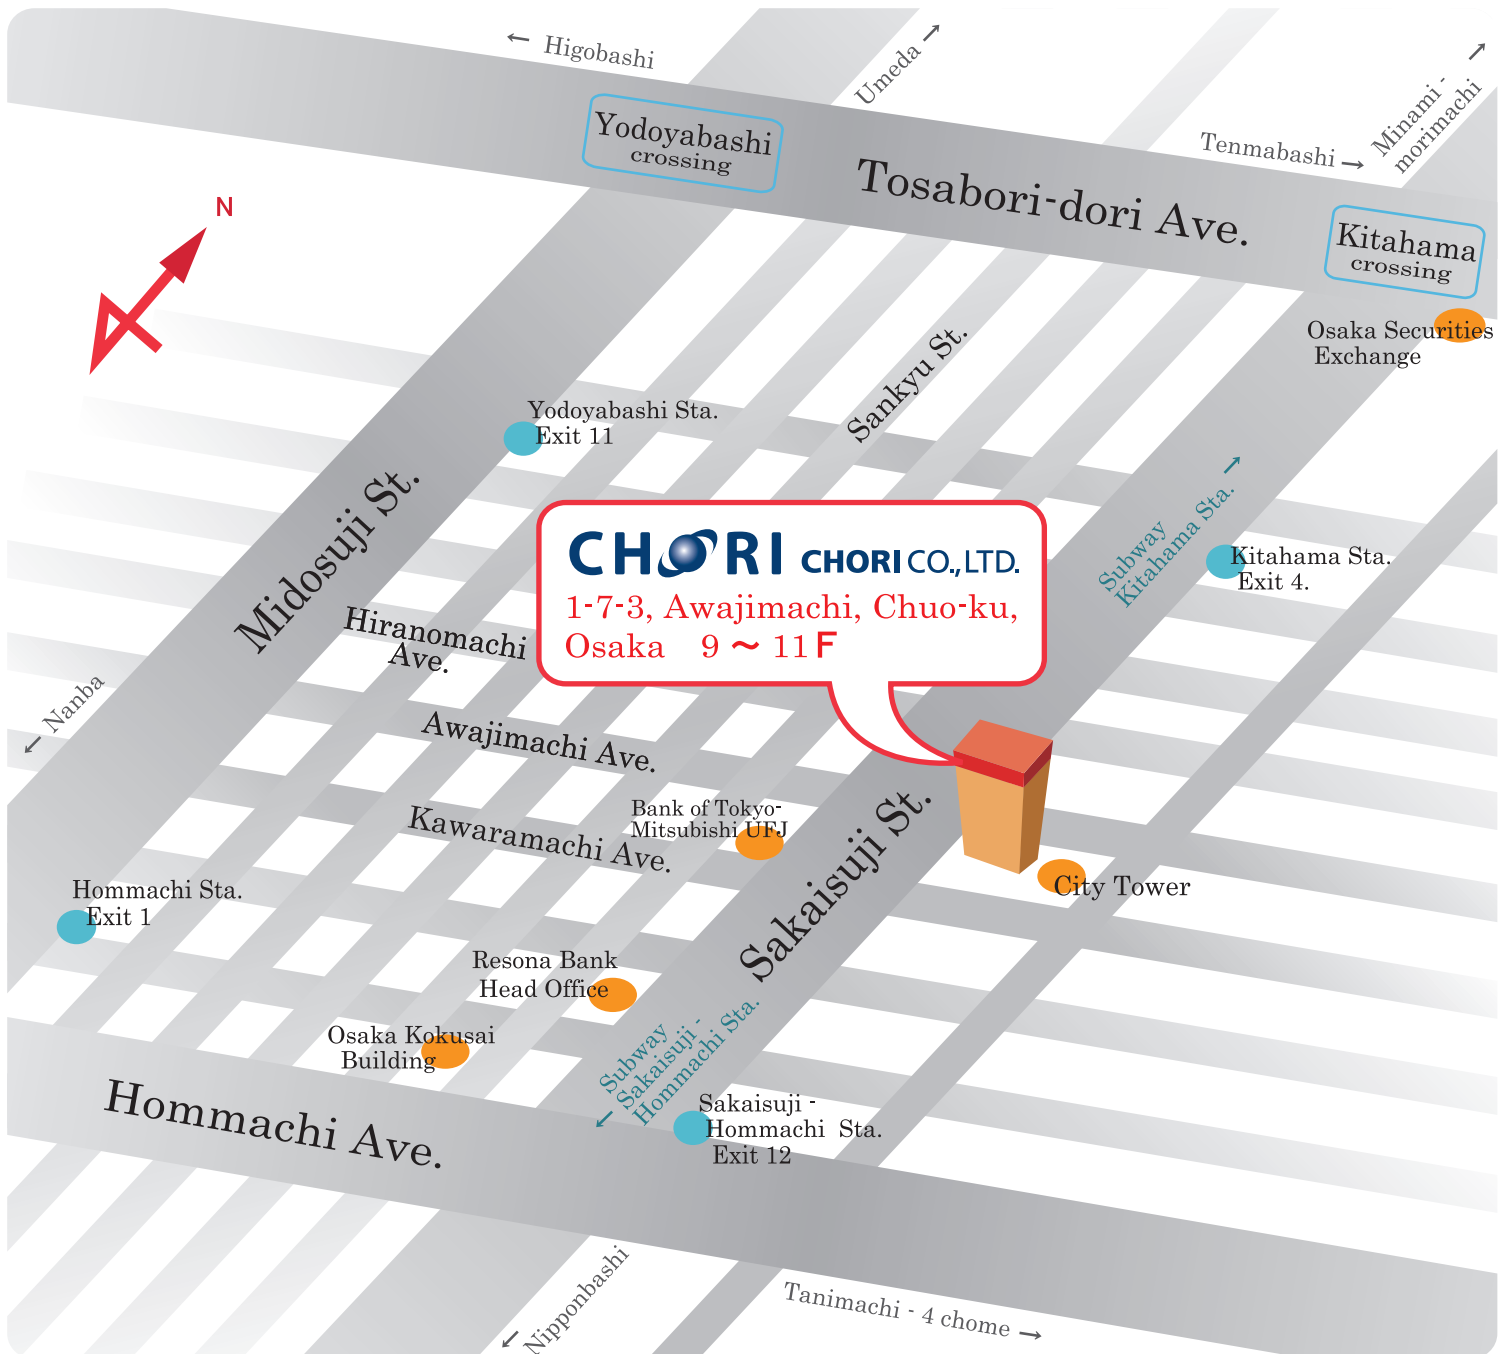 ← Higobashi
Umeda →
Minami -
morimachi →
Tenmabashi →
Yodoyabashi
crossing
Tosabori-dori Ave.
Kitahama
crossing
N
Osaka Securities
Exchange
Sankyu St.
Yodoyabashi Sta.
Exit 11
Midosuji St.
Subway
Kitahama Sta. →
Kitahama Sta.
Exit 4.
CHORI CHORI CO., LTD.
1-7-3, Awajimachi, Chuo-ku,
Osaka 9 ~ 11F
Hiranomachi
Ave.
← Nanba
Awajimachi Ave.
Kawaramachi Ave.
Bank of Tokyo-
Mitsubishi UFJ
Sakaisuji St.
City Tower
Hommachi Sta.
Exit 1
Resona Bank
Head Office
Osaka Kokusai
Building
Subway
← Sakaisuji -
Hommachi Sta.
Sakaisuji -
Hommachi Sta.
Exit 12
Hommachi Ave.
← Nipponbashi
Tanimachi - 4 chome →